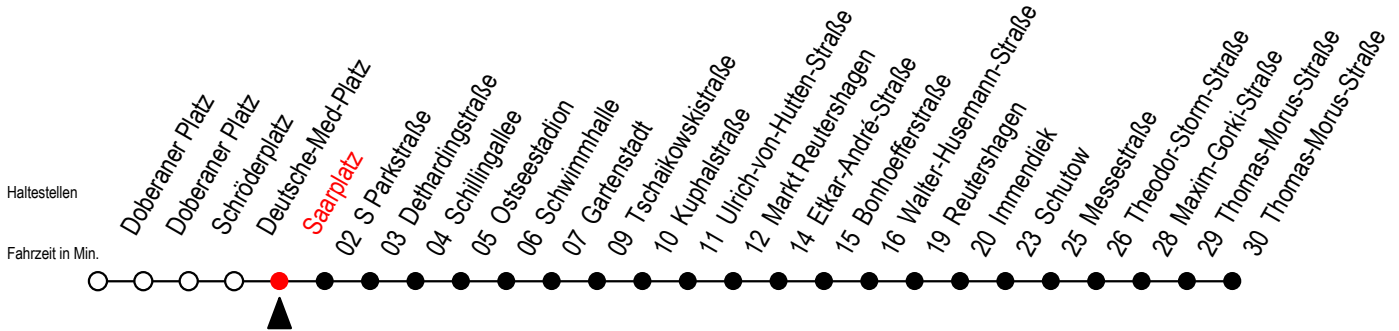 Haltestellen
Fahrzeit in Min.
Doberaner Platz
Doberaner Platz
Schröderplatz
Deutsche-Med-Platz
Saarplatz
02 S Parkstraße
03 Dethardingstraße
04 Schillingallee
05 Ostseestadion
06 Schwimmhalle
07 Gartenstadt
09 Tschaikowskistraße
10 Kuphalstraße
11 Ulrich-von-Hutten-Straße
12 Markt Reutershagen
14 Etkar-André-Straße
15 Bonhoefferstraße
16 Walter-Husemann-Straße
19 Reutershagen
20 Immendiek
23 Schutow
25 Messestraße
26 Theodor-Storm-Straße
28 Maxim-Gorki-Straße
29 Thomas-Morus-Straße
30 Thomas-Morus-Straße